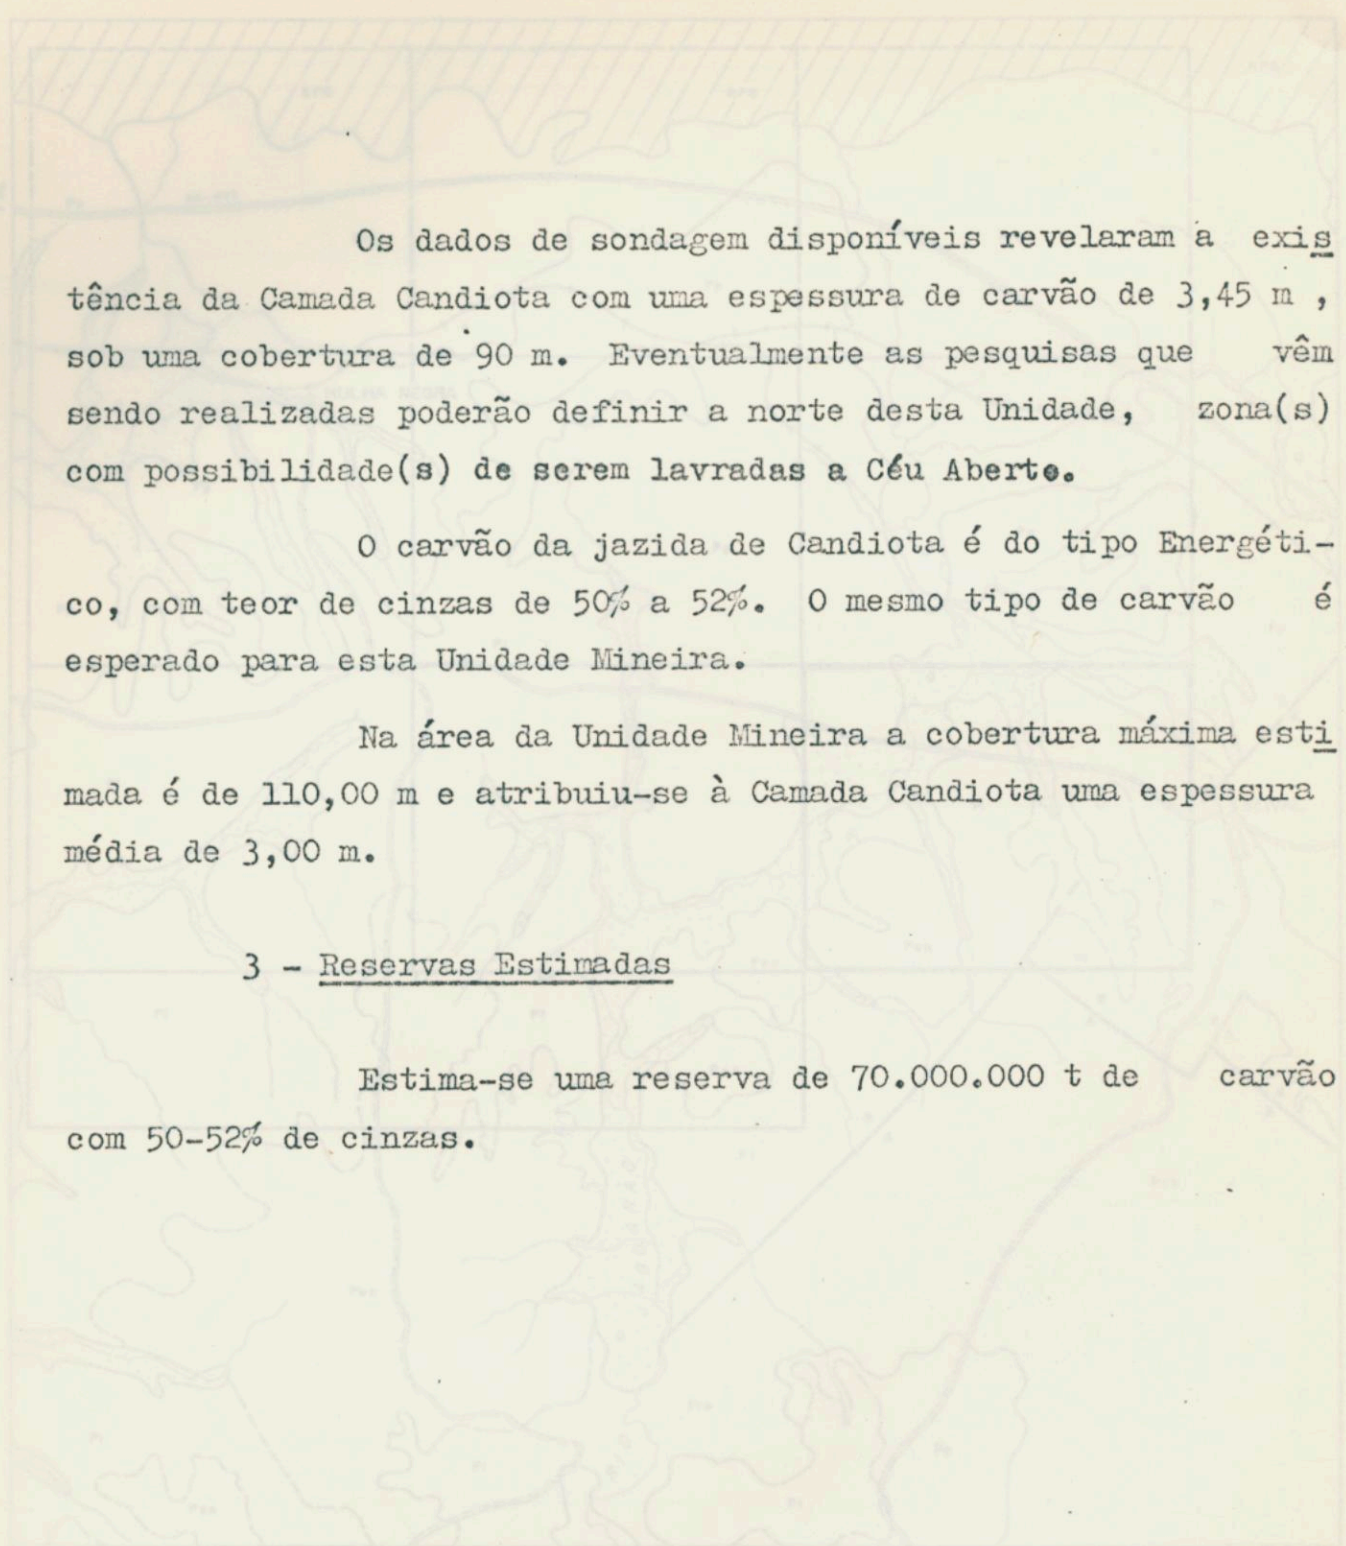 Os dados de sondagem disponíveis revelaram a exis
tência da Camada Candiota com uma espessura de carvão de 3,45 m ,
sob uma cobertura de 90 m. Eventualmente as pesquisas que vêm
sendo realizadas poderão definir a norte desta Unidade, zona(s)
com possibilidade(s) de serem lavradas a Céu Aberto.
O carvão da jazida de Candiota é do tipo Energéti-
co, com teor de cinzas de 50% a 52%. O mesmo tipo de carvão é
esperado para esta Unidade Mineira.
Na área da Unidade Mineira a cobertura máxima esti
mada é de 110,00 m e atribuiu-se à Camada Candiota uma espessura
média de 3,00 m.
3 - Reservas Estimadas
Estima-se uma reserva de 70.000.000 t de carvão
com 50-52% de cinzas.